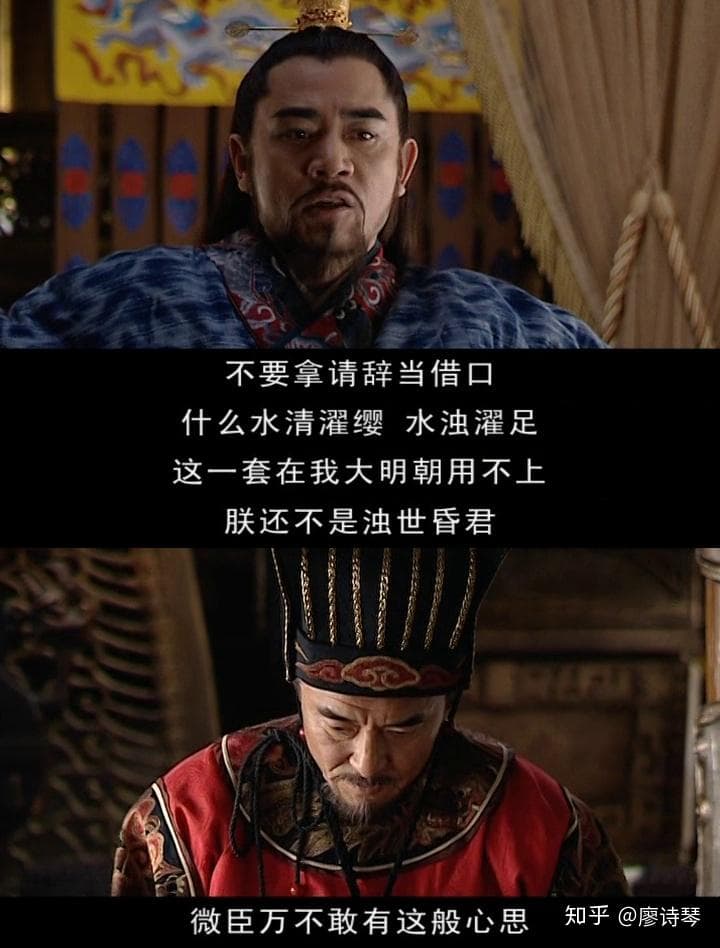 不要拿请辞当借口
什么水清濯缨 水浊濯足
这一套在我大明朝用不上
朕还不是浊世昏君
微臣万不敢有这般心思
知乎 @廖诗琴